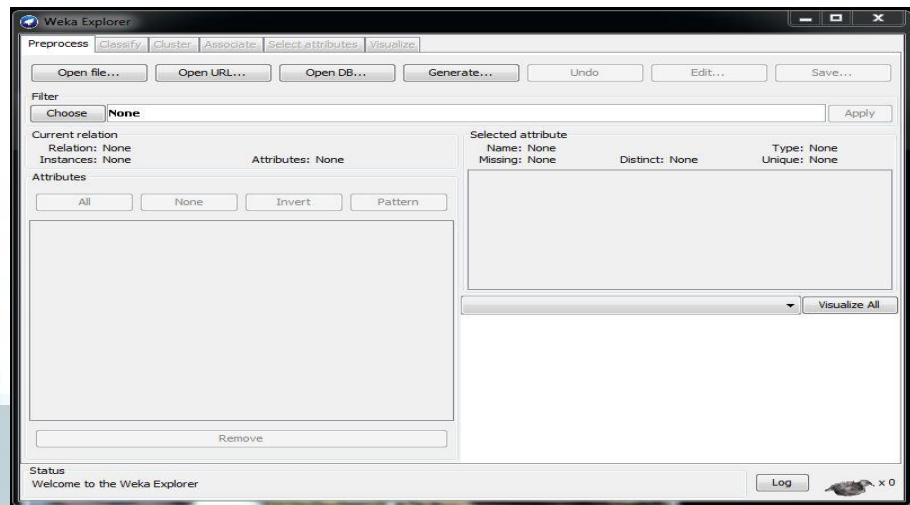 Weka Explorer
Preprocess Classify Cluster Associate Select attributes Visualize
Open file... Open URL... Open DB... Generate... Undo Edit... Save...
Filter
Choose None Apply
Current relation
Relation: None
Instances: None Attributes: None
Selected attribute
Name: None Type: None
Missing: None Distinct: None Unique: None
Attributes
All None Invert Pattern
Visualize All
Remove
Status
Welcome to the Weka Explorer
Log x 0